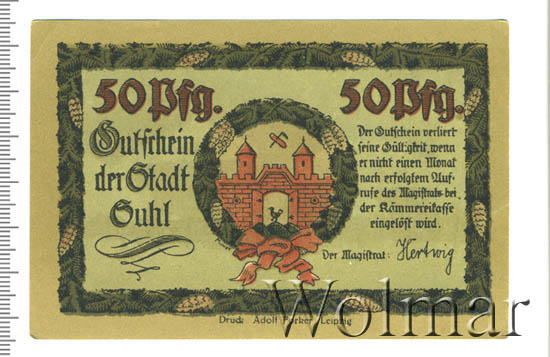 50 Pfg.
50 Pfg.
Gutschein
der Stadt
Suhl
Der Gutschein verliert
seine Gültigkeit, wenn
er nicht einen Monat
nach erfolgtem Auf-
rufe des Magistrats bei
der Kämmereikasse
eingelöst wird.
Der Magistrat: Hertwig
Druck Adolf Forker Leipzig
Wolmar